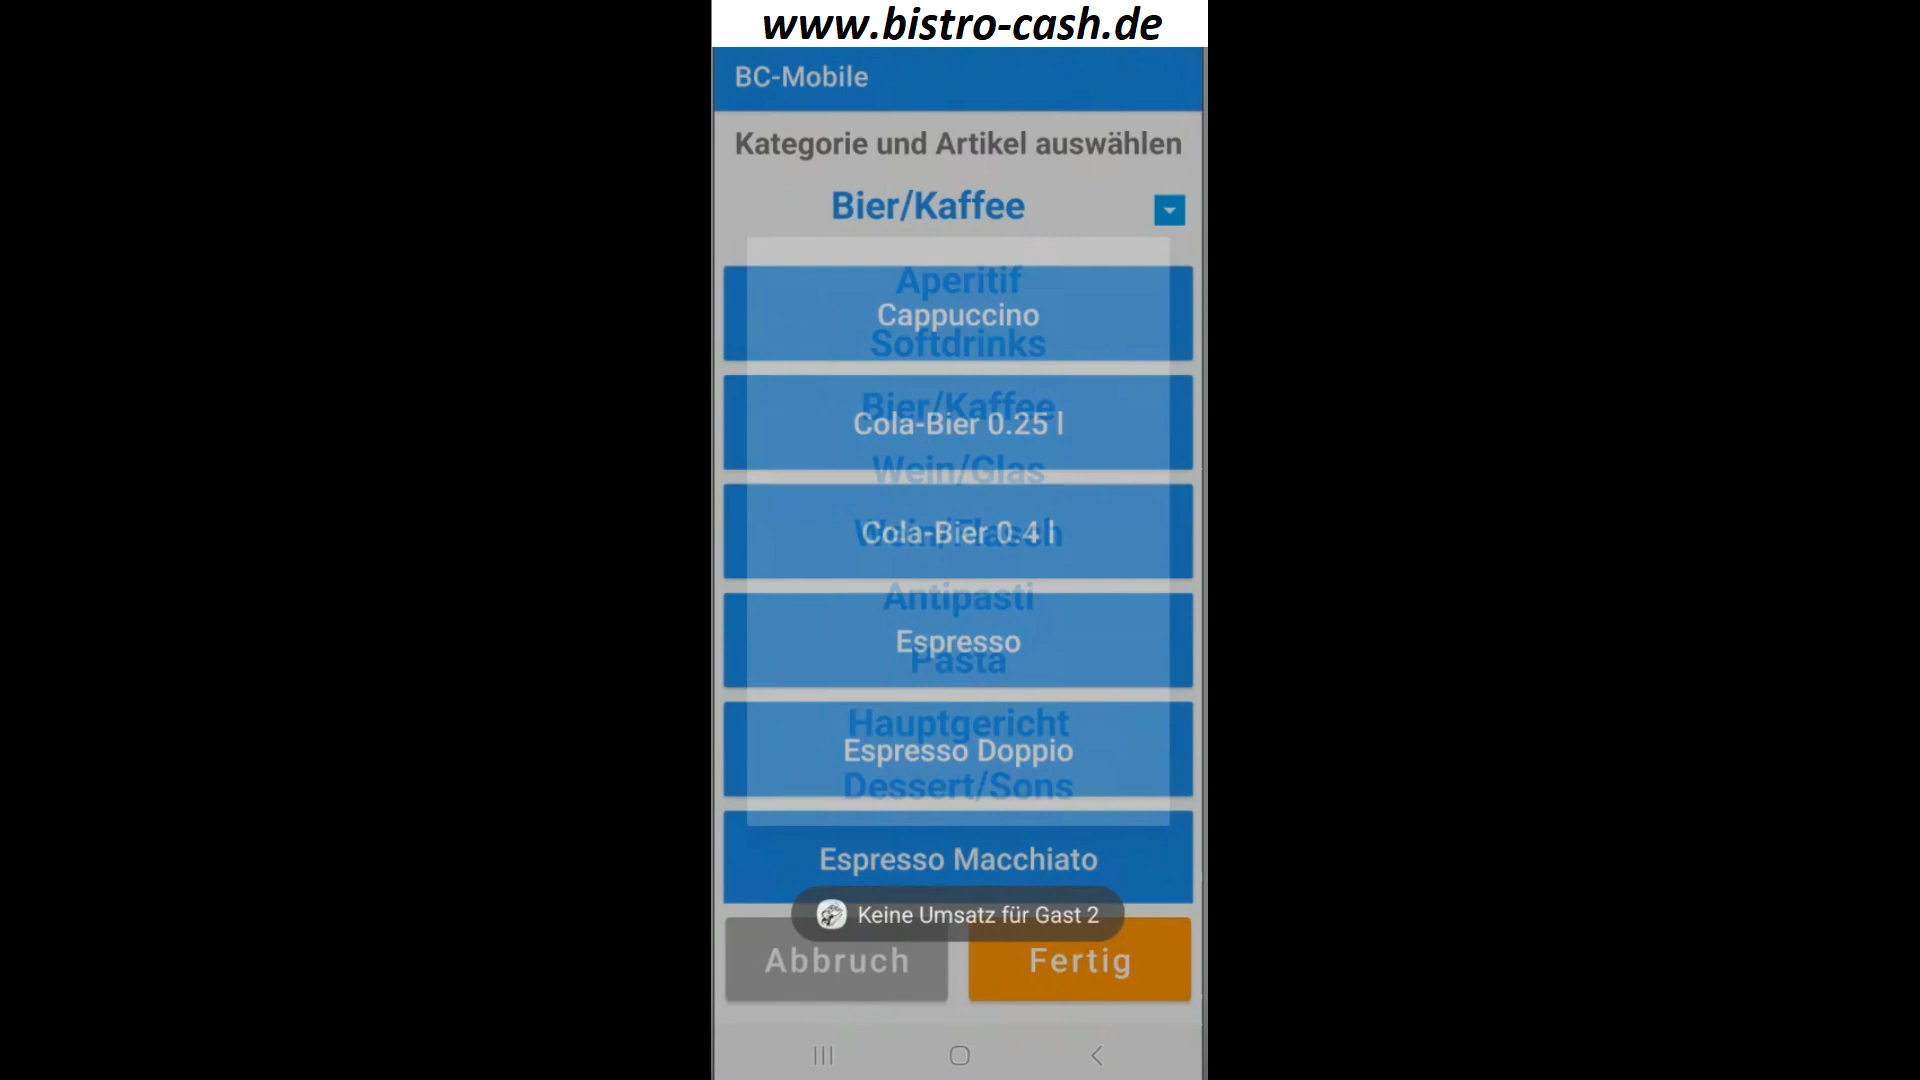 www.bistro-cash.de
BC-Mobile
Kategorie und Artikel auswählen
Bier/Kaffee
Aperitif
Cappuccino
Softdrinks
Bier/Kaffee
Cola-Bier 0.25 l
Wein/Glas
Wein/Flasch
Cola-Bier 0.4 l
Antipasti
Espresso
Pasta
Hauptgericht
Espresso Doppio
Dessert/Sons
Espresso Macchiato
Keine Umsatz für Gast 2
Abbruch
Fertig